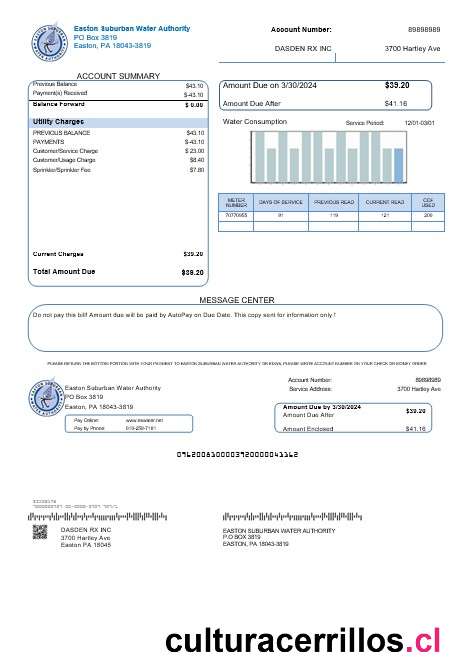 Easton Suburban Water Authority
PO Box 3819
Easton, PA 18043-3819
Account Number: 89898989
DASDEN RX INC 3700 Hartley Ave
ACCOUNT SUMMARY
Previous Balance $43.10
Payment(s) Received $-43.10
Balance Forward $ 0.00
Utility Charges
PREVIOUS BALANCE $43.10
PAYMENTS $-43.10
Customer/Service Charge $ 23.00
Customer/Usage Charge $8.40
Sprinkler/Sprinkler Fee $7.80
Current Charges $39.20
Total Amount Due $39.20
Amount Due on 3/30/2024 $39.20
Amount Due After $41.16
Water Consumption Service Period: 12/01-03/01
METER NUMBER DAYS OF SERVICE PREVIOUS READ CURRENT READ CCF USED
70770955 91 119 121 200
MESSAGE CENTER
Do not pay this bill! Amount due will be paid by AutoPay on Due Date. This copy sent for information only !
PLEASE RETURN THE BOTTOM PORTION WITH YOUR PAYMENT TO EASTON SUBURBAN WATER AUTHORITY OR ESWA, PLEASE WRITE ACCOUNT NUMBER ON YOUR CHECK OR MONEY ORDER
Easton Suburban Water Authority
PO Box 3819
Easton, PA 18043-3819
Pay Online: www.eswater.net
Pay by Phone:
Account Number: 89898989
Service Address: 3700 Hartley Ave
Amount Due by 3/30/2024 $39.20
Amount Due After
Amount Enclosed $41.16
DASDEN RX INC
3700 Hartley Ave
Easton PA 18045
EASTON SUBURBAN WATER AUTHORITY
P.O BOX 3819
EASTON, PA 18043-3819
culturacerrillos.cl